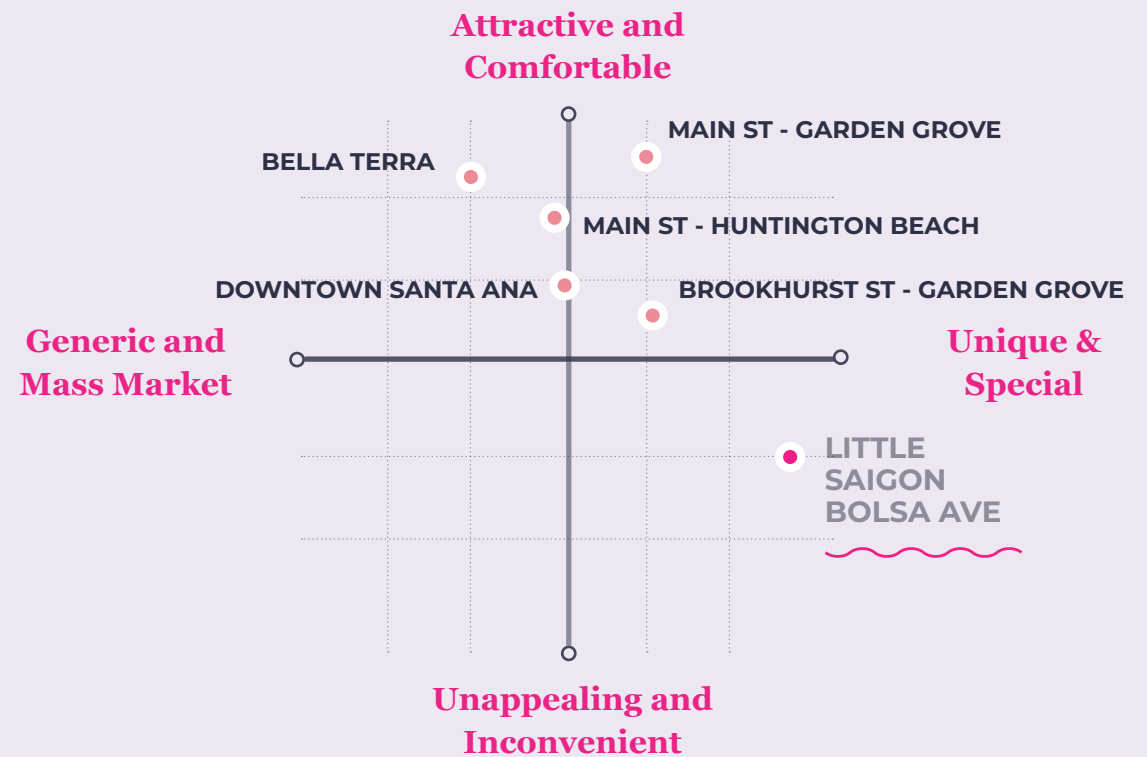 Attractive and
Comfortable
MAIN ST - GARDEN GROVE
BELLA TERRA
MAIN ST - HUNTINGTON BEACH
DOWNTOWN SANTA ANA
BROOKHURST ST - GARDEN GROVE
Generic and
Mass Market
Unique &
Special
LITTLE
SAIGON
BOLSA AVE
Unappealing and
Inconvenient